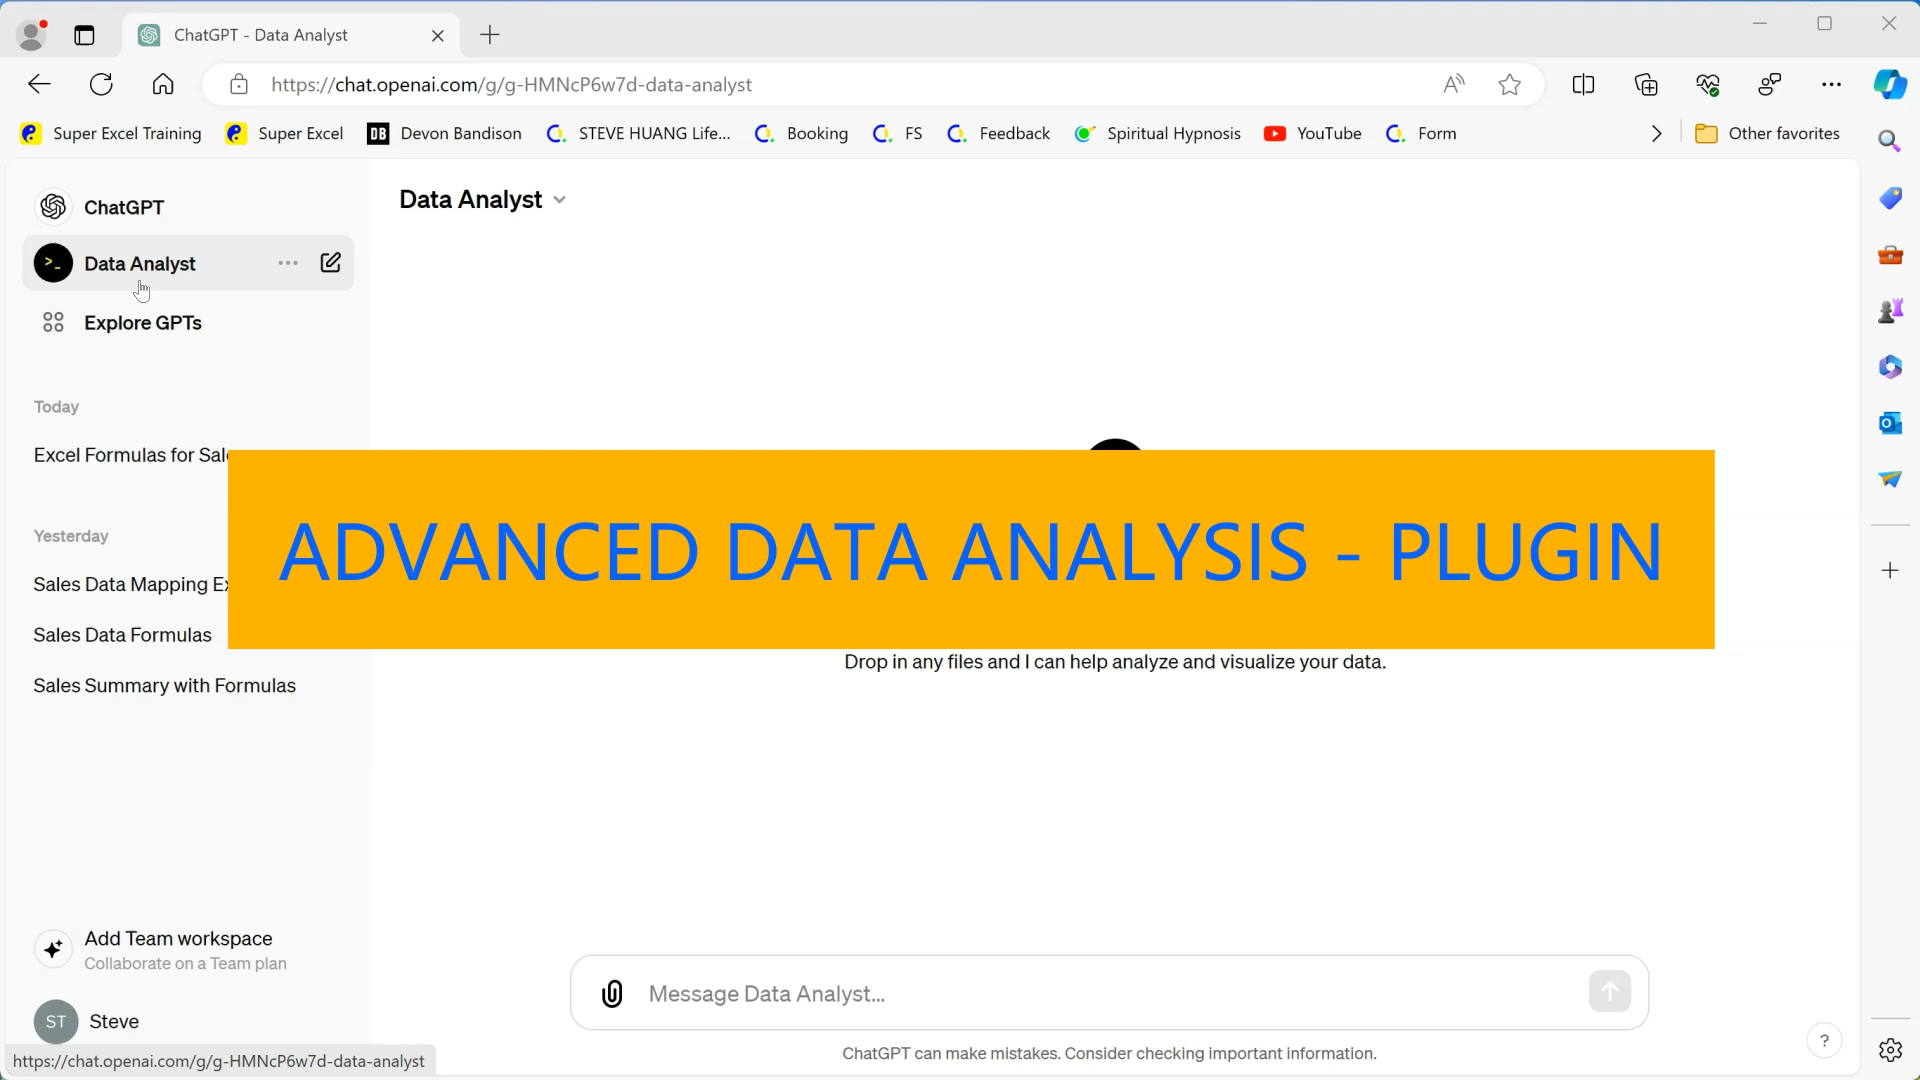 ChatGPT - Data Analyst
https://chat.openai.com/g/g-HMNcP6w7d-data-analyst
Super Excel Training
Super Excel
DB
Devon Bandison
STEVE HUANG Life...
Booking
FS
Feedback
Spiritual Hypnosis
YouTube
Form
Other favorites
ChatGPT
Data Analyst
Explore GPTs
Today
Excel Formulas for
Yesterday
Sales Data Mapping
Sales Data Formulas
Sales Summary with Formulas
Add Team workspace
Collaborate on a Team plan
ST
Steve
https://chat.openai.com/g/g-HMNcP6w7d-data-analyst
Data Analyst
ADVANCED DATA ANALYSIS - PLUGIN
Drop in any files and I can help analyze and visualize your data.
Message Data Analyst...
ChatGPT can make mistakes. Consider checking important information.
?